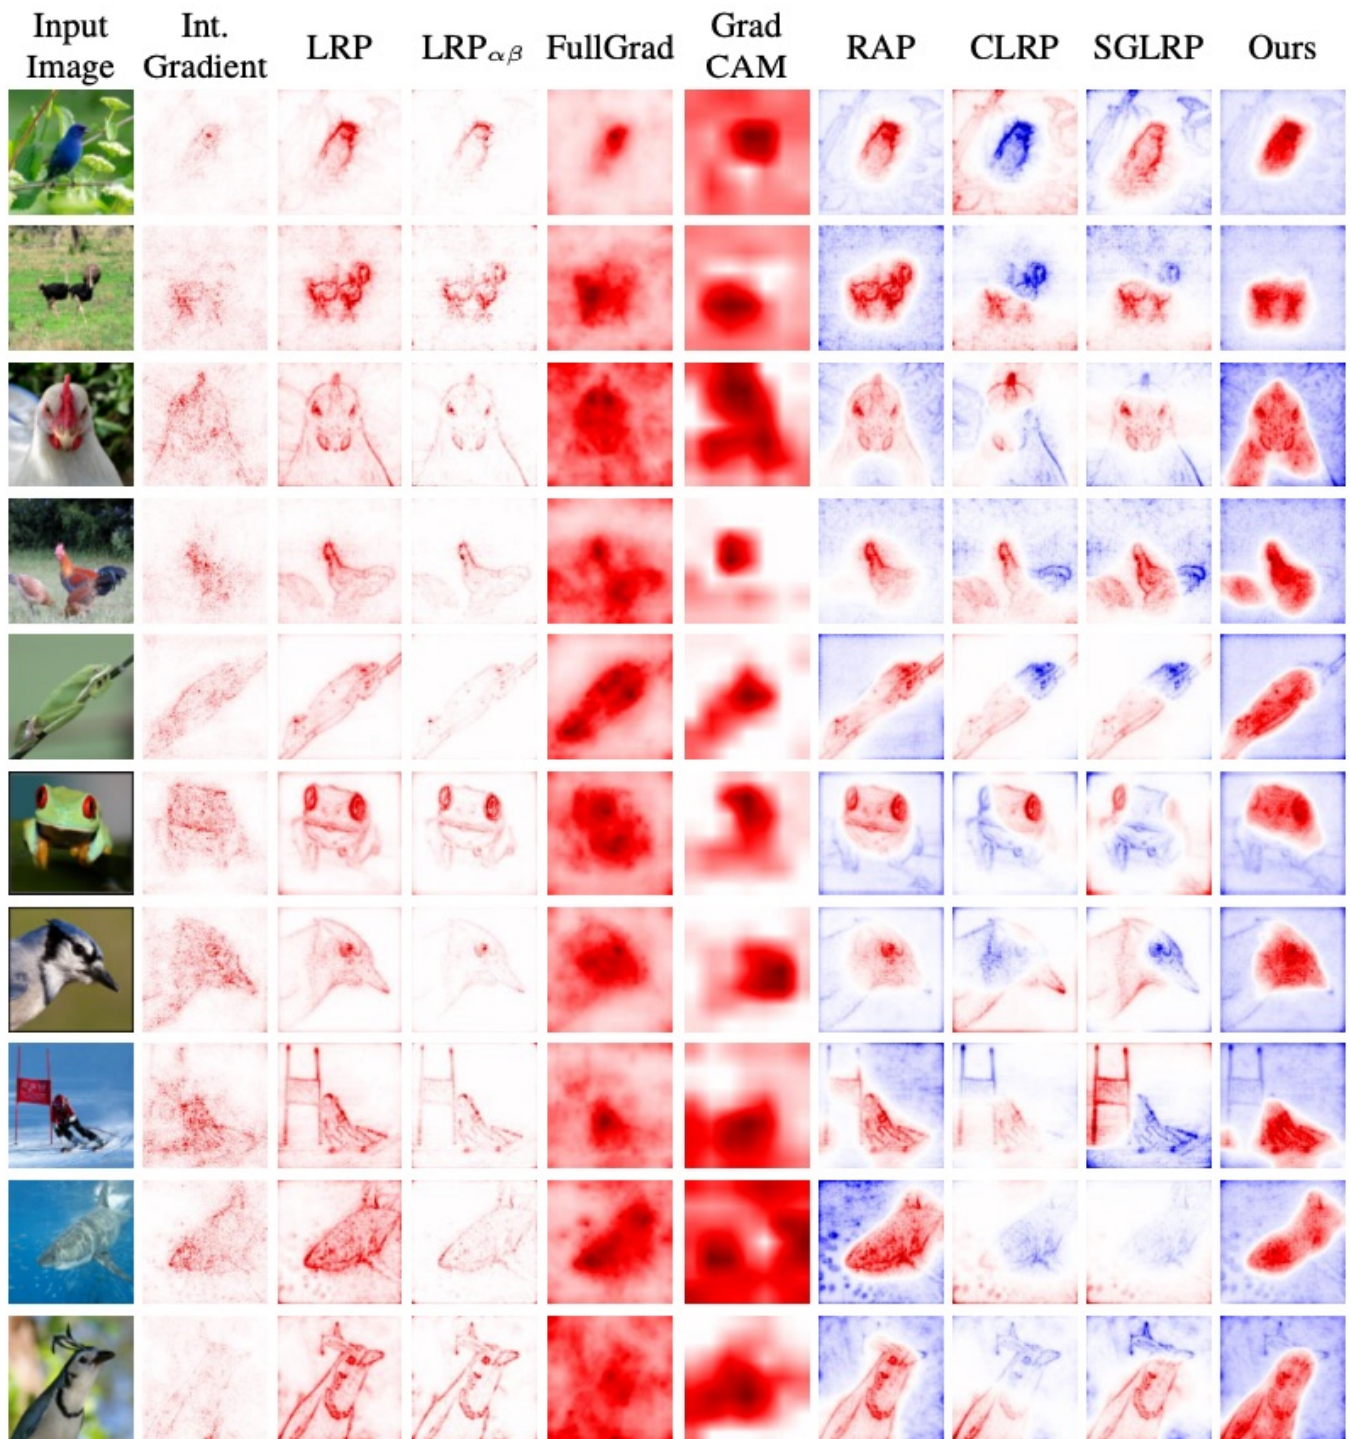 Input Image
Int. Gradient
LRP
LRPαβ
FullGrad
Grad CAM
RAP
CLRP
SGLRP
Ours